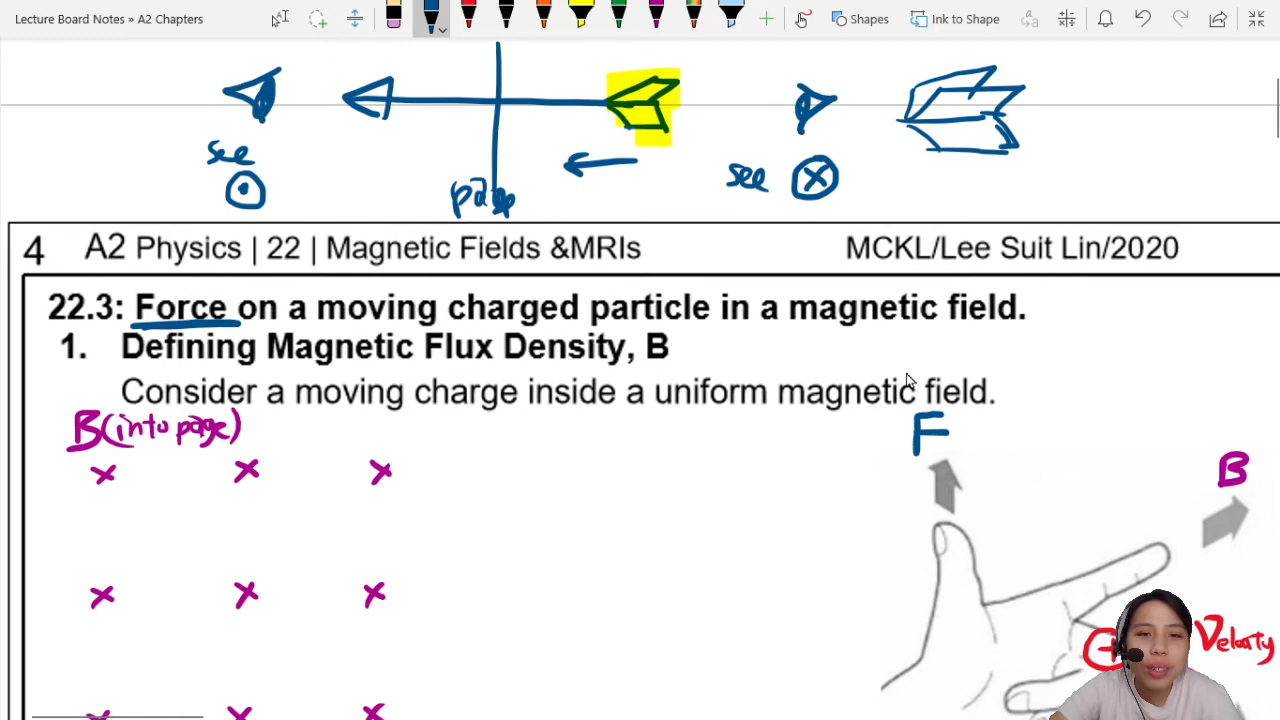 Lecture Board Notes » A2 Chapters
Shapes
Ink to Shape
see
page
see
4 A2 Physics | 22 | Magnetic Fields &MRIs MCKL/Lee Suit Lin/2020
22.3: Force on a moving charged particle in a magnetic field.
1. Defining Magnetic Flux Density, B
Consider a moving charge inside a uniform magnetic field.
B (into page)
F
B
+ Velocity